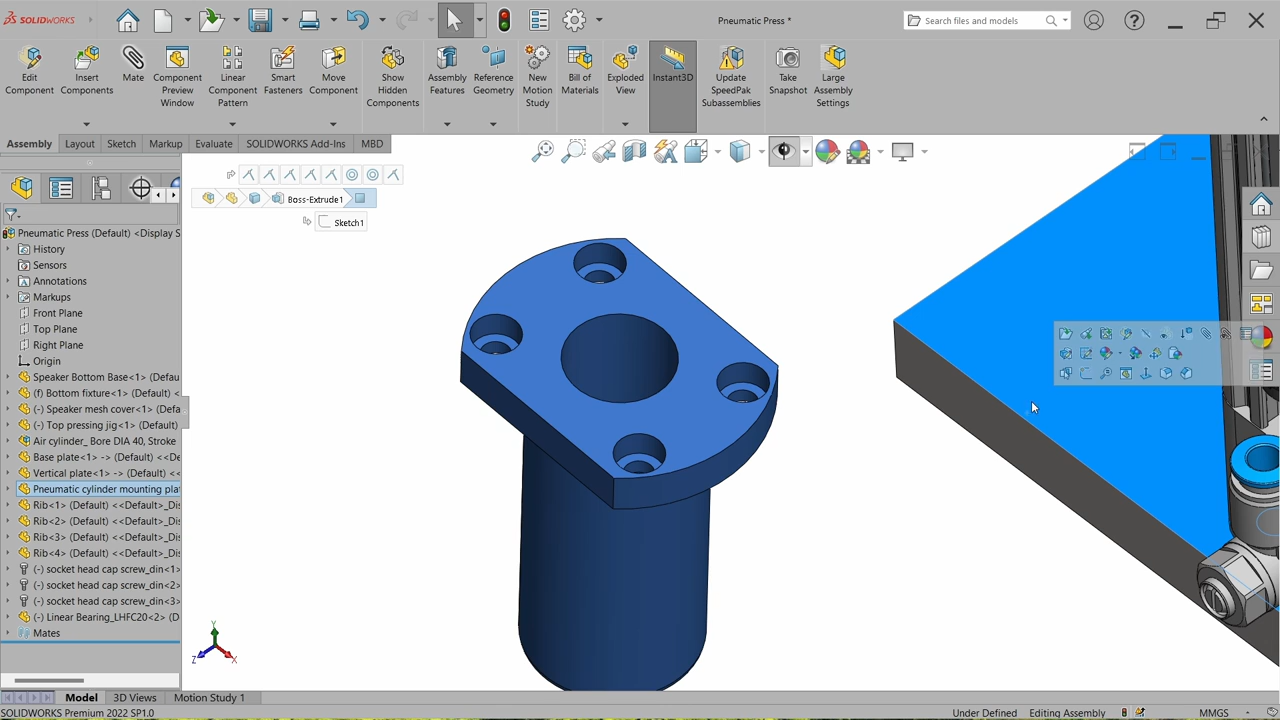 SOLIDWORKS
Pneumatic Press *
Search files and models
Edit Component
Insert Components
Mate
Component Preview Window
Linear Component Pattern
Smart Fasteners
Move Component
Show Hidden Components
Assembly Features
Reference Geometry
New Motion Study
Bill of Materials
Exploded View
Instant3D
Update SpeedPak Subassemblies
Take Snapshot
Large Assembly Settings
Assembly Layout Sketch Markup Evaluate SOLIDWORKS Add-Ins MBD
Boss-Extrude1
Sketch1
Pneumatic Press (Default) <Display S
History
Sensors
Annotations
Markups
Front Plane
Top Plane
Right Plane
Origin
Speaker Bottom Base<1> (Defau
(f) Bottom fixture<1> (Default) <
(-) Speaker mesh cover<1> (Defa
(-) Top pressing jig<1> (Default)
Air cylinder_ Bore DIA 40, Stroke
Base plate<1> -> (Default) <<De
Vertical plate<1> -> (Default) <<
Pneumatic cylinder mounting plat
Rib<1> (Default) <<Default>_Dis
Rib<2> (Default) <<Default>_Dis
Rib<3> (Default) <<Default>_Dis
Rib<4> (Default) <<Default>_Dis
(-) socket head cap screw_din<1>
(-) socket head cap screw_din<2>
(-) socket head cap screw_din<3>
(-) Linear Bearing_LHFC20<2> (D
Mates
Y
Z
X
Model 3D Views Motion Study 1
SOLIDWORKS Premium 2022 SP1.0
Under Defined Editing Assembly MMGS